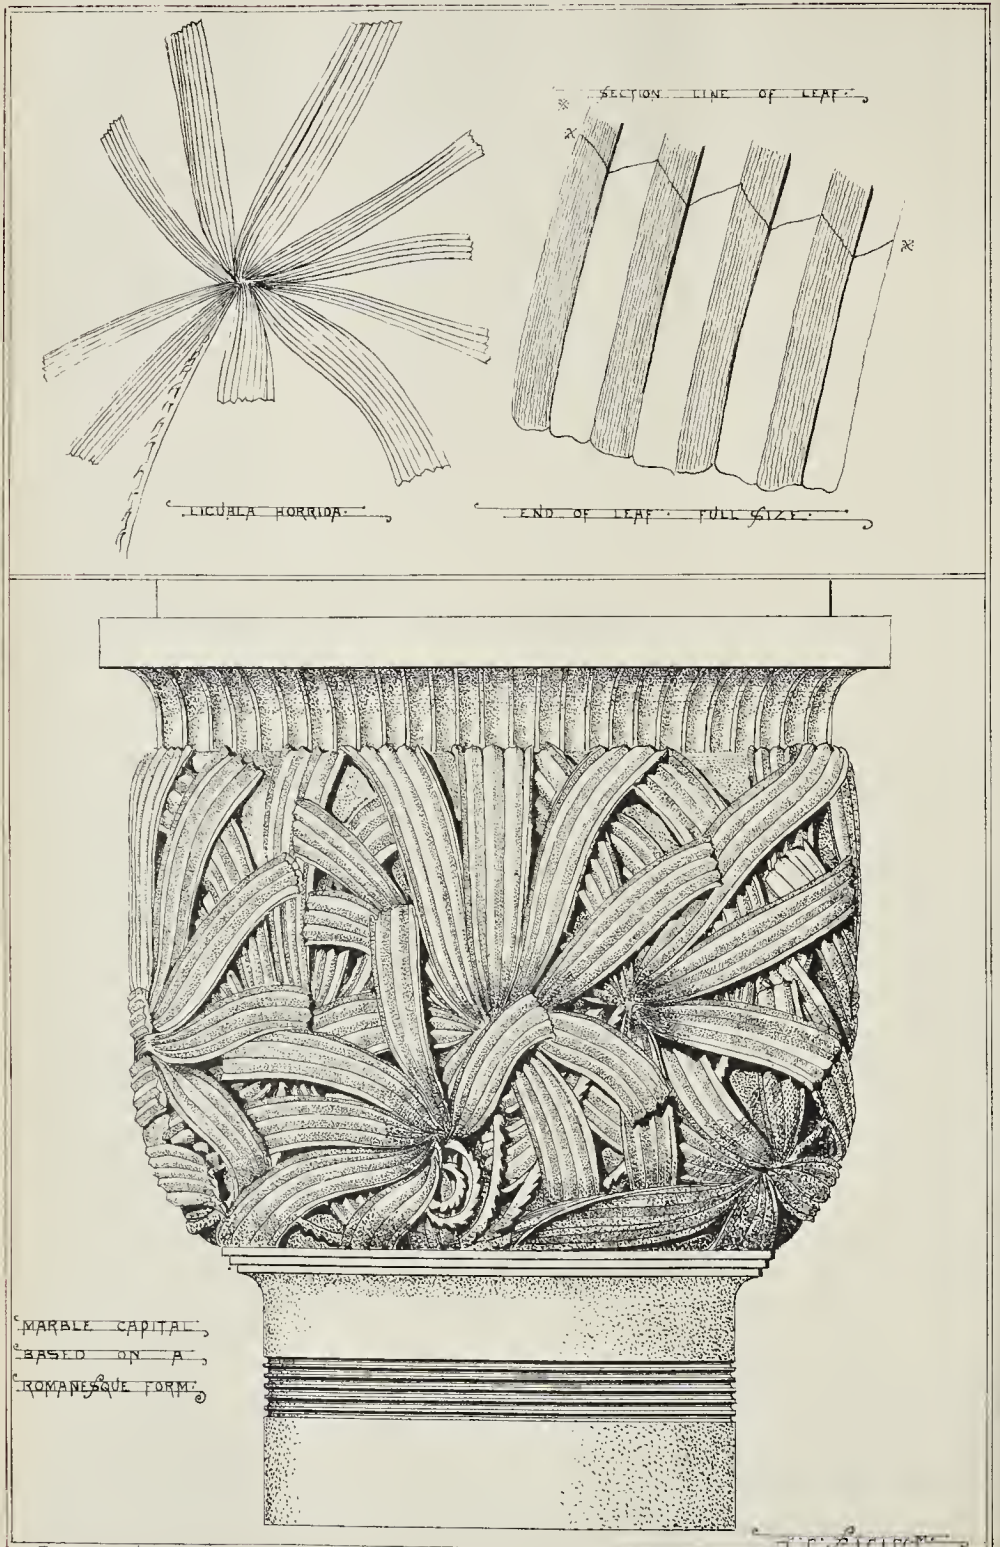 SECTION LINE OF LEAF.
X
X
LICUALA HORRIDA.
END OF LEAF. FULL SIZE.
MARBLE CAPITAL
BASED ON A
ROMANESQUE FORM.